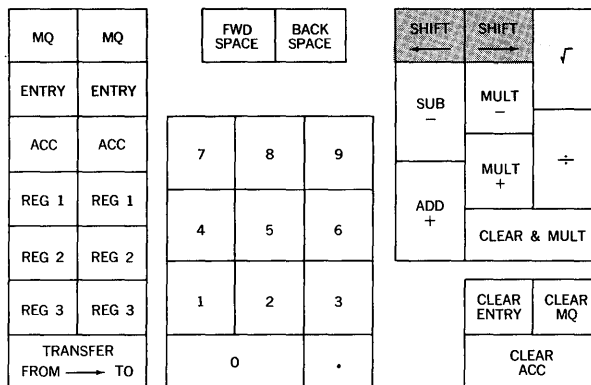 MQ MQ
ENTRY ENTRY
ACC ACC
REG 1 REG 1
REG 2 REG 2
REG 3 REG 3
TRANSFER
FROM → TO
FWD SPACE
BACK SPACE
7 8 9
4 5 6
1 2 3
0 .
SHIFT ← SHIFT →
√
SUB
−
MULT
−
÷
ADD
+
MULT
+
CLEAR & MULT
CLEAR ENTRY
CLEAR MQ
CLEAR
ACC